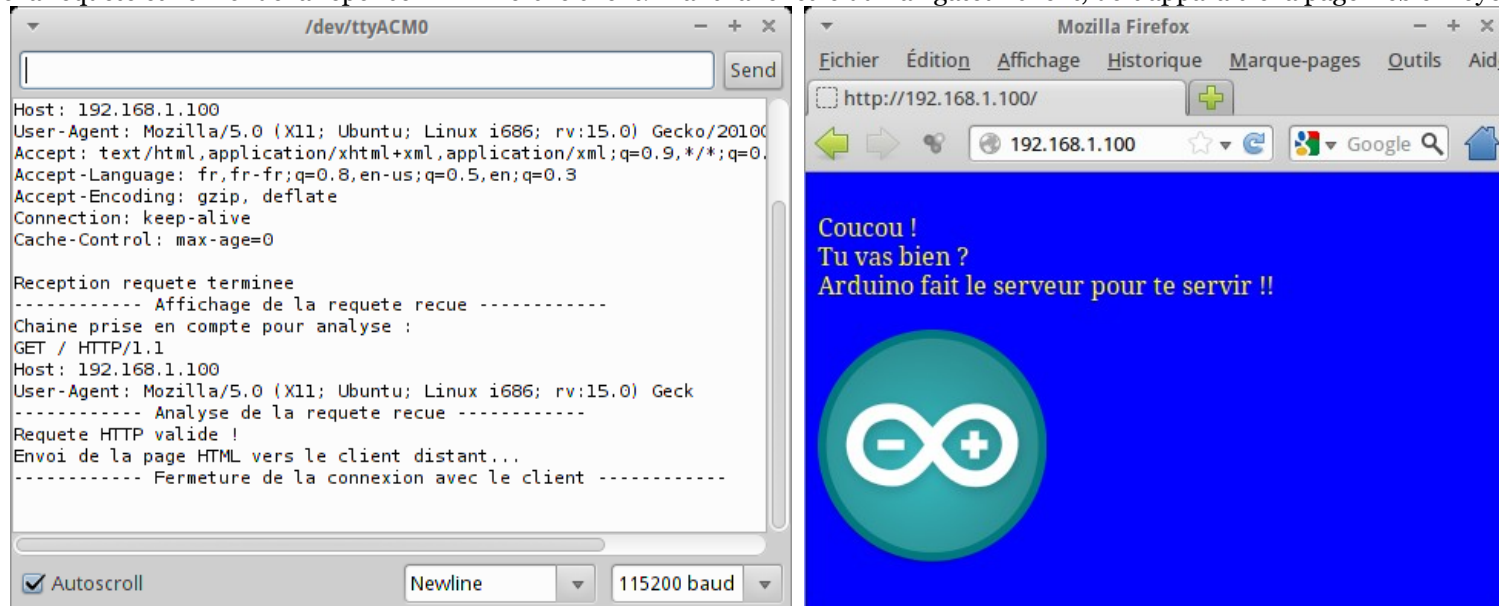 /dev/ttyACM0
Send
Host: 192.168.1.100
User-Agent: Mozilla/5.0 (X11; Ubuntu; Linux i686; rv:15.0) Gecko/20100
Accept: text/html,application/xhtml+xml,application/xml;q=0.9,*/*;q=0.
Accept-Language: fr,fr-fr;q=0.8,en-us;q=0.5,en;q=0.3
Accept-Encoding: gzip, deflate
Connection: keep-alive
Cache-Control: max-age=0
Reception requete terminee
------------ Affichage de la requete recue ------------
Chaine prise en compte pour analyse :
GET / HTTP/1.1
Host: 192.168.1.100
User-Agent: Mozilla/5.0 (X11; Ubuntu; Linux i686; rv:15.0) Geck
------------ Analyse de la requete recue ------------
Requete HTTP valide !
Envoi de la page HTML vers le client distant...
------------ Fermeture de la connexion avec le client ------------
Autoscroll
Newline
115200 baud
Mozilla Firefox
Fichier Édition Affichage Historique Marque-pages Outils Aid
http://192.168.1.100/
192.168.1.100
Google
Coucou !
Tu vas bien ?
Arduino fait le serveur pour te servir !!